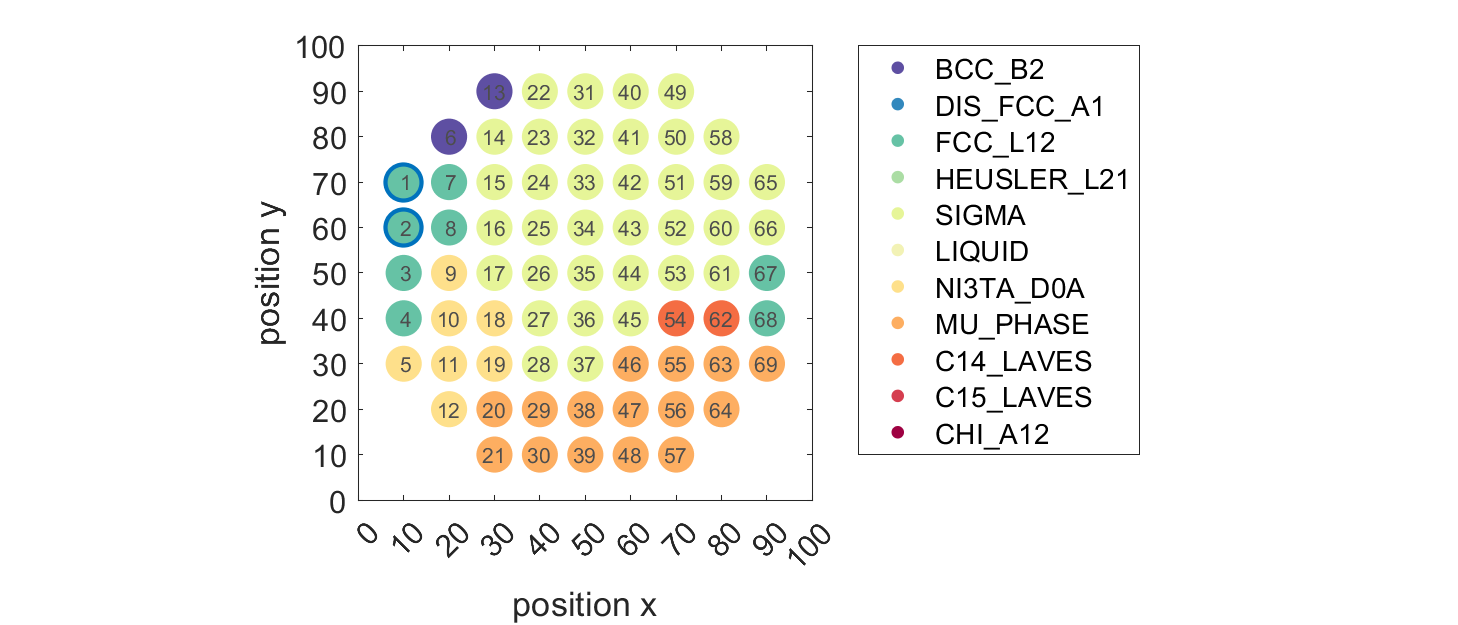 100
90
80
70
60
50
40
30
20
10
0
13 22 31 40 49
6 14 23 32 41 50 58
1 7 15 24 33 42 51 59 65
2 8 16 25 34 43 52 60 66
3 9 17 26 35 44 53 61 67
4 10 18 27 36 45 54 62 68
5 11 19 28 37 46 55 63 69
12 20 29 38 47 56 64
21 30 39 48 57
0 10 20 30 40 50 60 70 80 90 100
position x
position y
BCC_B2
DIS_FCC_A1
FCC_L12
HEUSLER_L21
SIGMA
LIQUID
NI3TA_D0A
MU_PHASE
C14_LAVES
C15_LAVES
CHI_A12